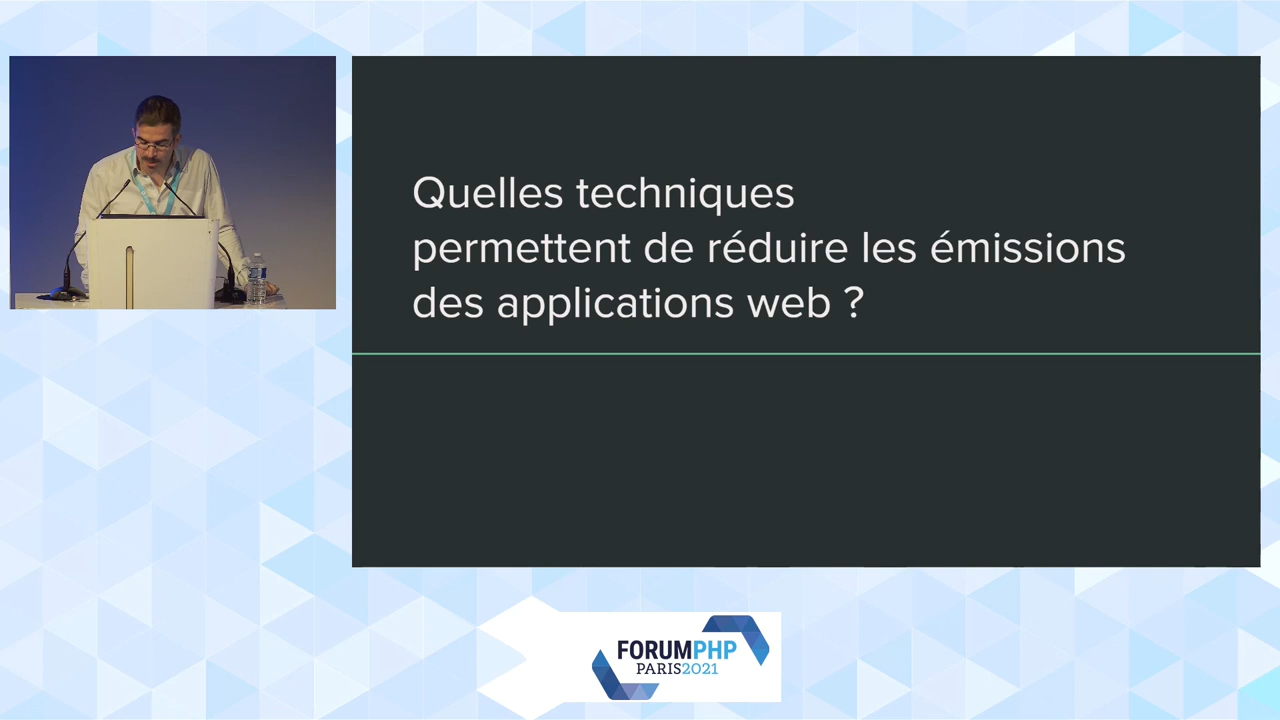 Quelles techniques
permettent de réduire les émissions
des applications web ?
FORUMPHP
PARIS2021